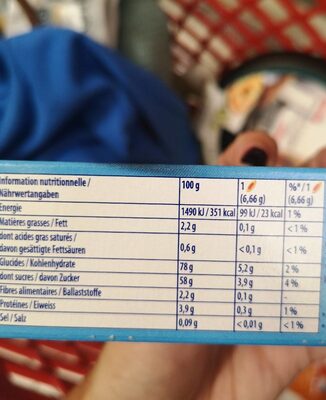 Information nutritionnelle / 100 g 1 %*/1
Nährwertangaben (6,66 g) (6,66 g)
Energie 1490 kJ / 351 kcal 99 kJ / 23 kcal 1 %
Matières grasses / Fett 2,2 g 0,1 g <1 %
dont acides gras saturés /
davon gesättigte Fettsäuren 0,6 g <0,1 g <1 %
Glucides / Kohlenhydrate 78 g 5,2 g 2 %
dont sucres / davon Zucker 58 g 3,9 g 4 %
Fibres alimentaires / Ballaststoffe 2,2 g 0,1 g -
Protéines / Eiweiss 3,9 g 0,3 g 1 %
Sel / Salz 0,09 g <0,01 g <1 %